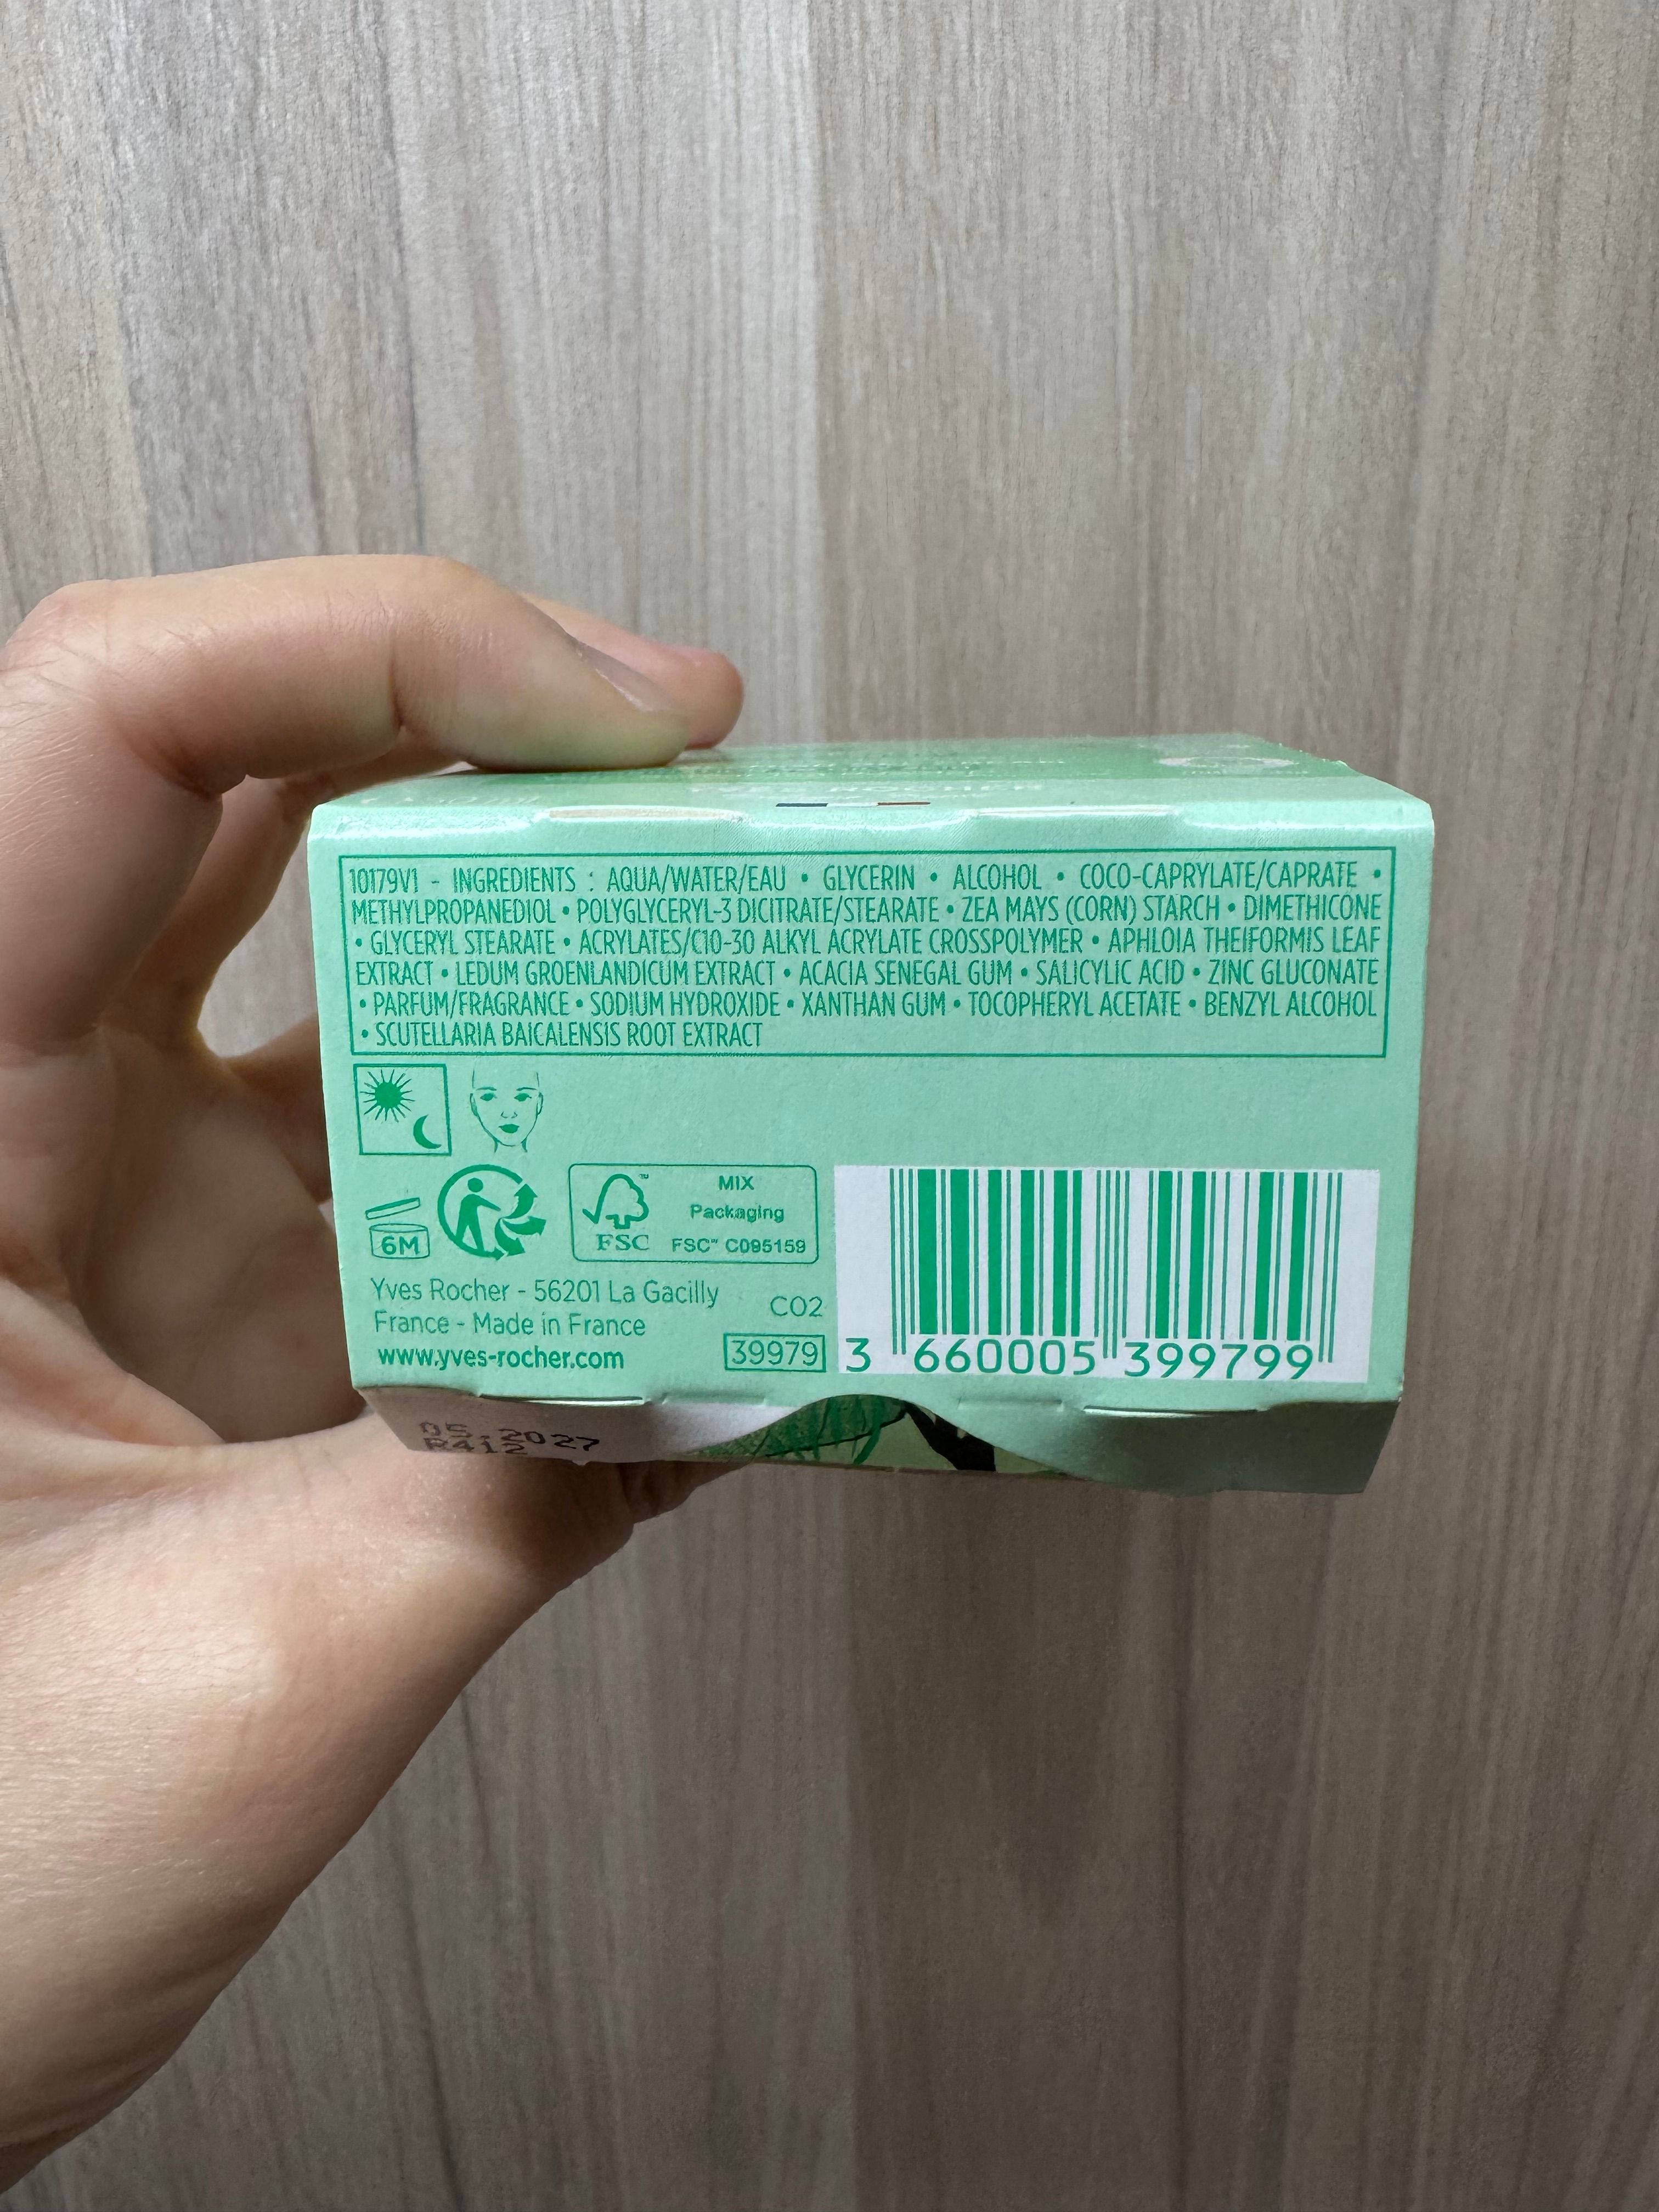 10179V1 - INGREDIENTS : AQUA/WATER/EAU • GLYCERIN • ALCOHOL • COCO-CAPRYLATE/CAPRATE •
METHYLPROPANEDIOL • POLYGLYCERYL-3 DICITRATE/STEARATE • ZEA MAYS (CORN) STARCH • DIMETHICONE
• GLYCERYL STEARATE • ACRYLATES/C10-30 ALKYL ACRYLATE CROSSPOLYMER • APHLOIA THEIFORMIS LEAF
EXTRACT • LEDUM GROENLANDICUM EXTRACT • ACACIA SENEGAL GUM • SALICYLIC ACID • ZINC GLUCONATE
• PARFUM/FRAGRANCE • SODIUM HYDROXIDE • XANTHAN GUM • TOCOPHERYL ACETATE • BENZYL ALCOHOL
• SCUTELLARIA BAICALENSIS ROOT EXTRACT
6M
FSC
MIX
Packaging
FSC™ C095159
Yves Rocher - 56201 La Gacilly
France - Made in France
www.yves-rocher.com
CO2
39979
3 660005 399799
05.2027
R412